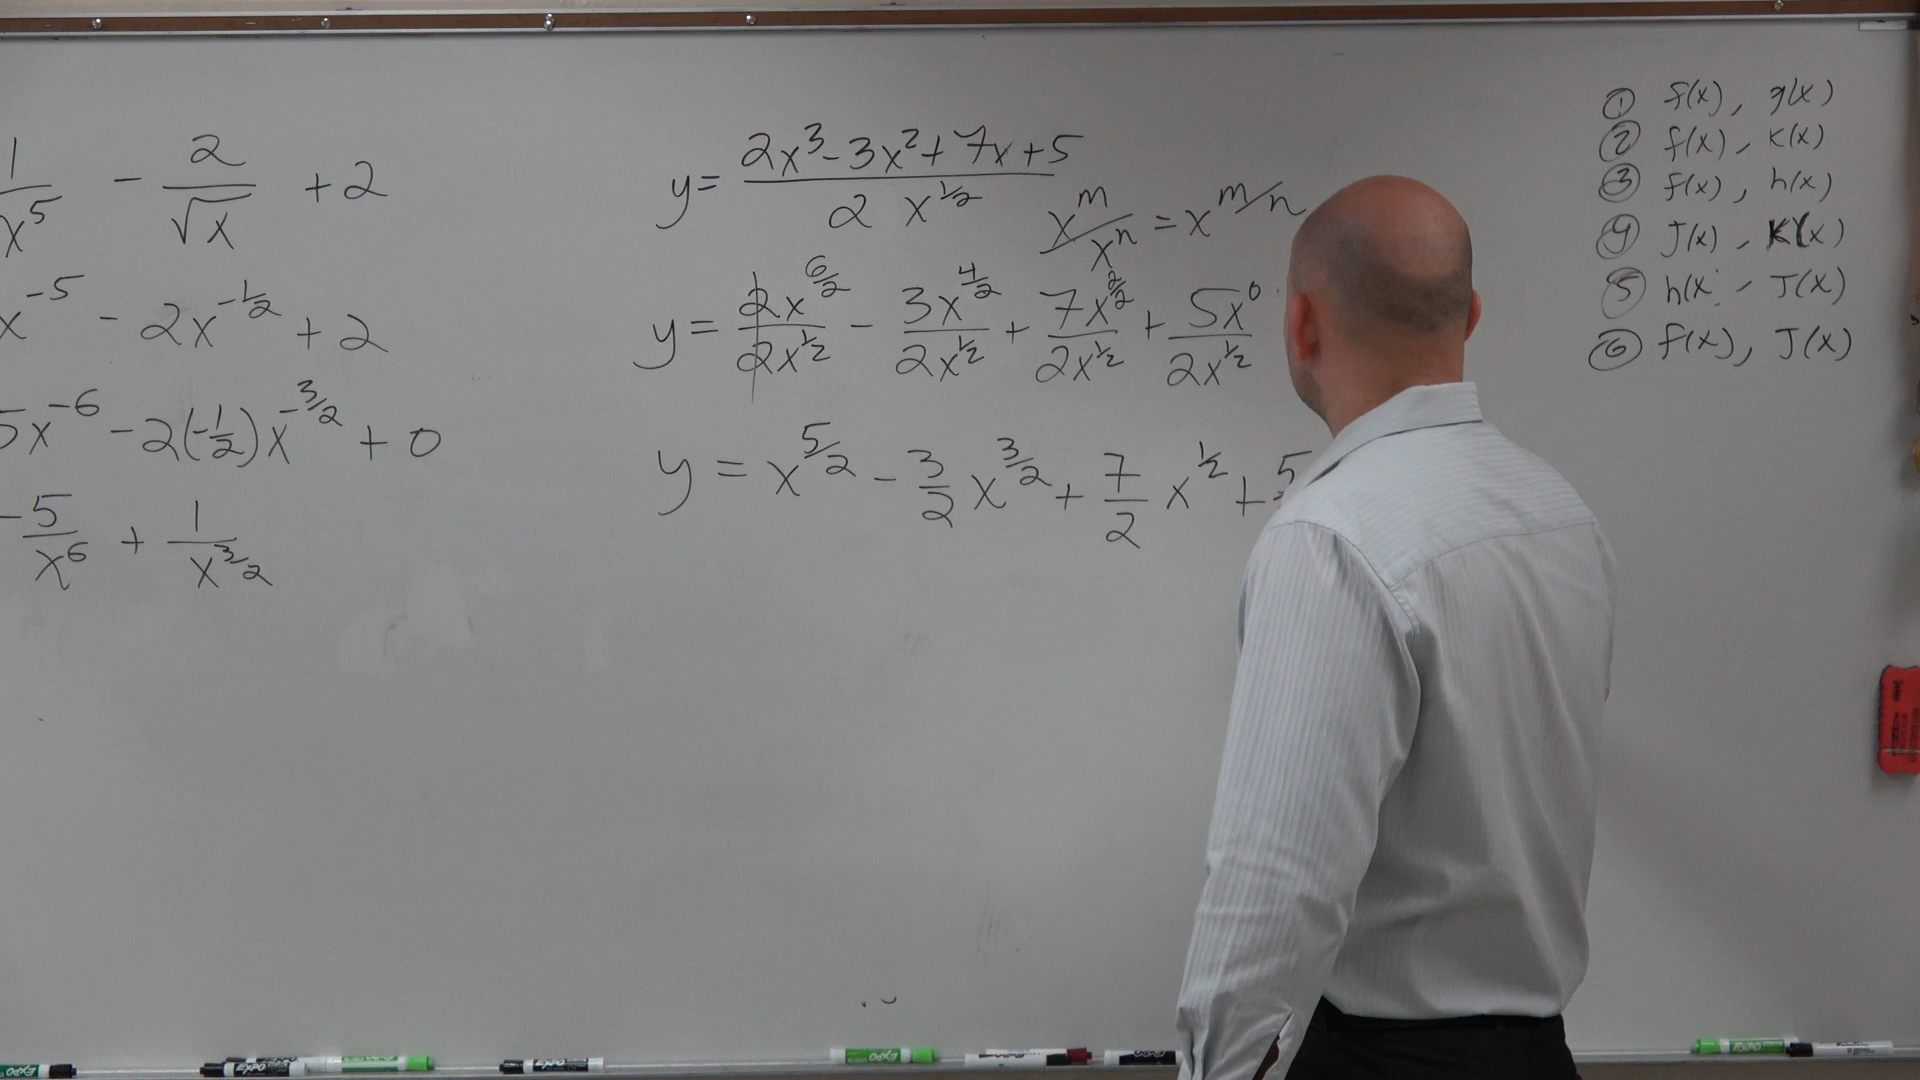 1/x^5 - 2/√x + 2
x^-5 - 2x^-1/2 + 2
5x^-6 - 2(-1/2)x^-3/2 + 0
-5/x^6 + 1/x^3/2
y = (2x^3 - 3x^2 + 7x + 5)/(2 x^1/2)
x^m/x^n = x^m/n
y = 2x^6/2/2x^1/2 - 3x^4/2/2x^1/2 + 7x^2/2/2x^1/2 + 5x^0/2x^1/2
y = x^5/2 - 3/2 x^3/2 + 7/2 x^1/2 + 5
① f(x), g(x)
② f(x), K(x)
③ f(x), h(x)
④ J(x), K(x)
⑤ h(x) - J(x)
⑥ f(x), J(x)
EXPO
EXPO